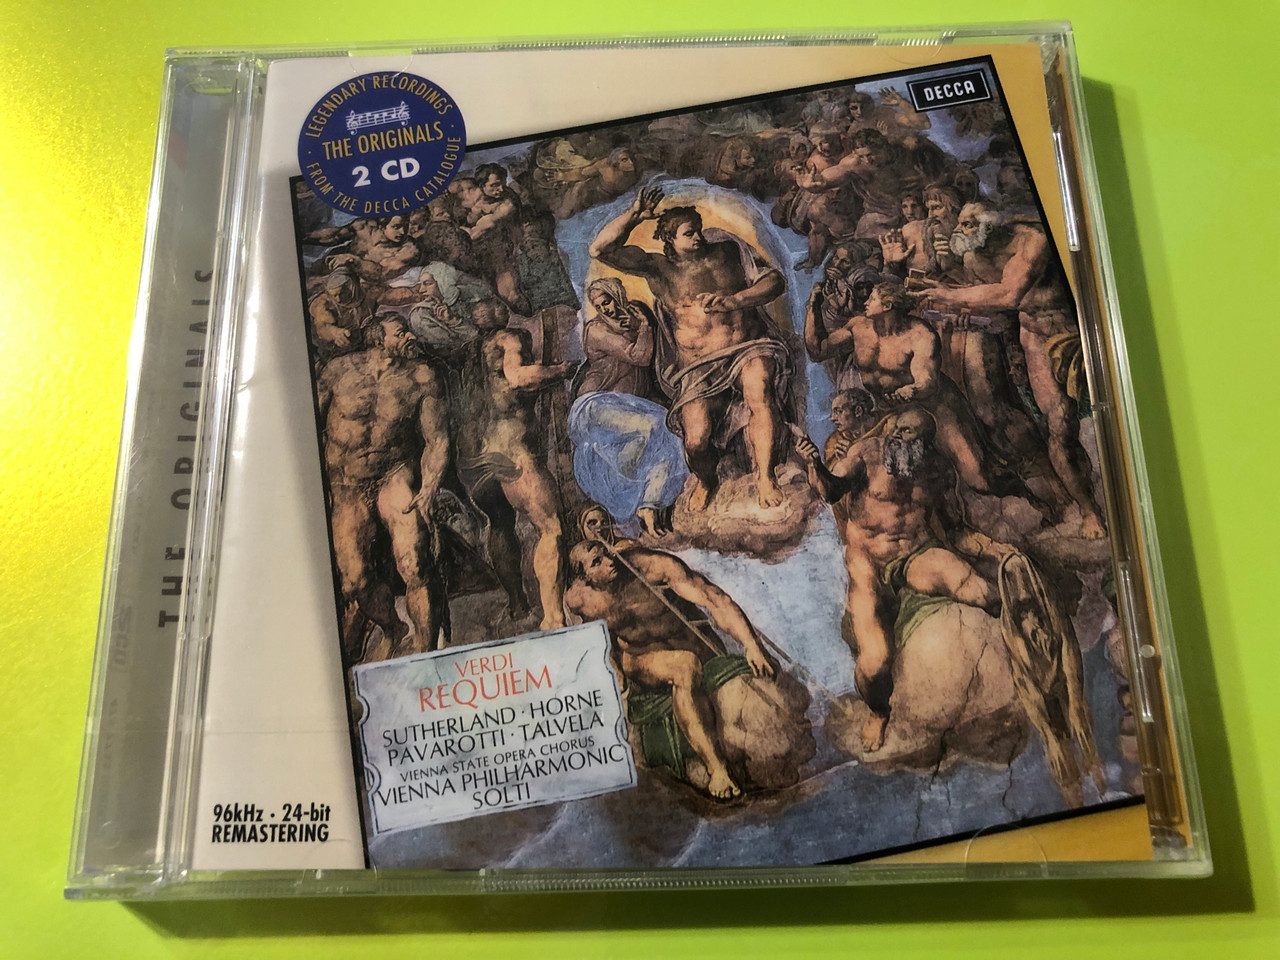 LEGENDARY RECORDINGS
THE ORIGINALS
2 CD
FROM THE DECCA CATALOGUE
DECCA
THE ORIGINALS
VERDI
REQUIEM
SUTHERLAND · HORNE
PAVAROTTI · TALVELA
VIENNA STATE OPERA CHORUS
VIENNA PHILHARMONIC
SOLTI
96kHz · 24-bit
REMASTERING